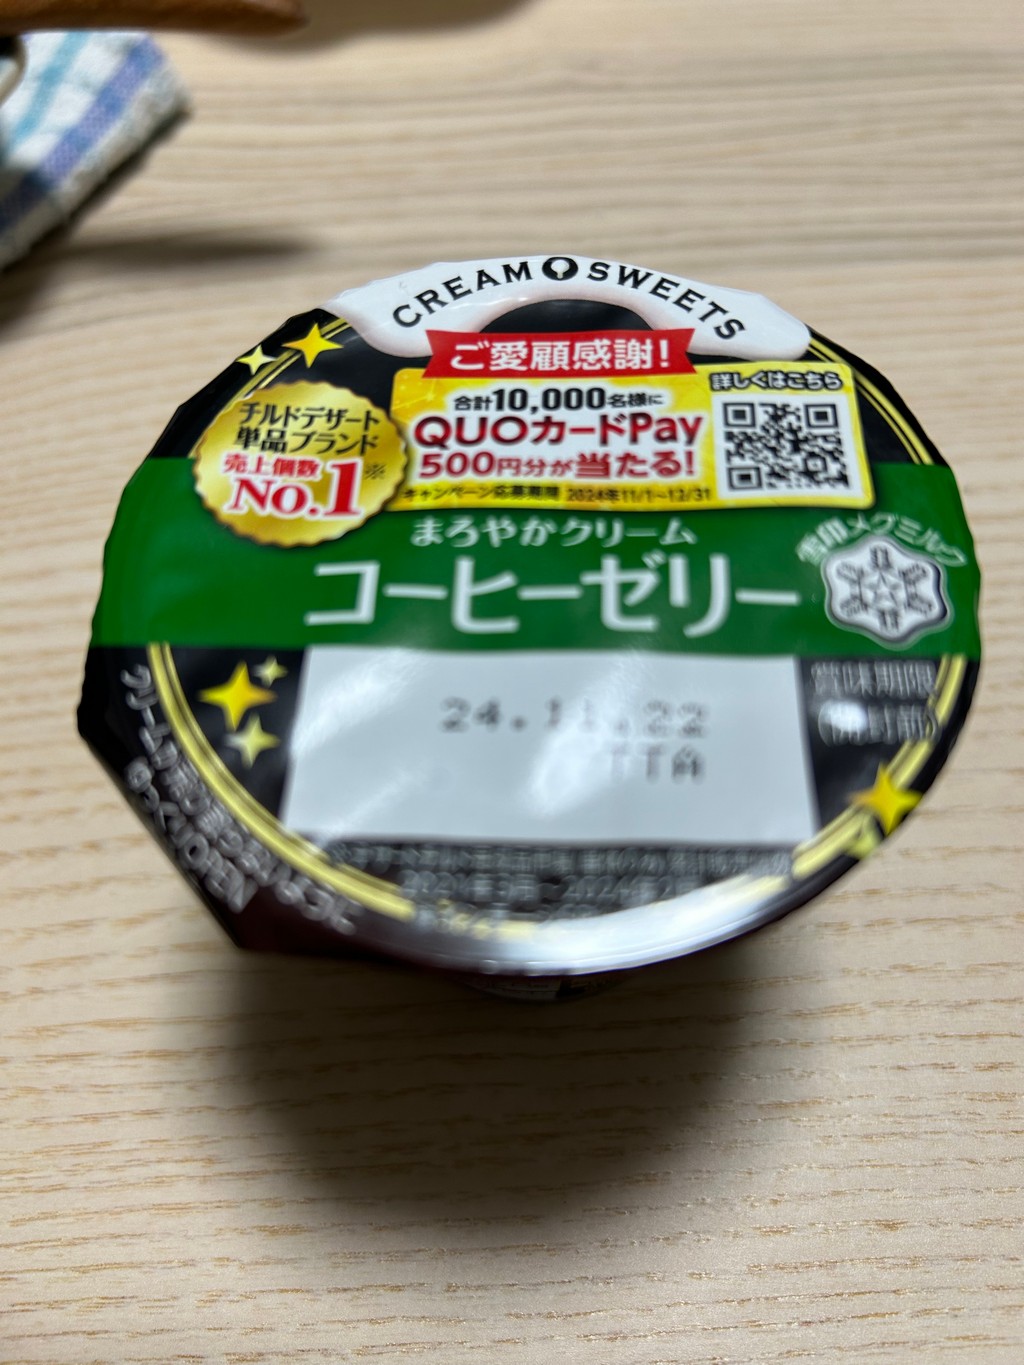 CREAM SWEETS
ご愛顧感謝!
詳しくはこちら
合計10,000名様に
QUOカードPay
500円分が当たる!
キャンペーン応募期間 2024年11/1~12/31
チルドデザート
単品ブランド
売上個数
No.1※
まろやかクリーム
コーヒーゼリー
雪印メグミルク
賞味期限
(開封前)
24.11.22
TTA